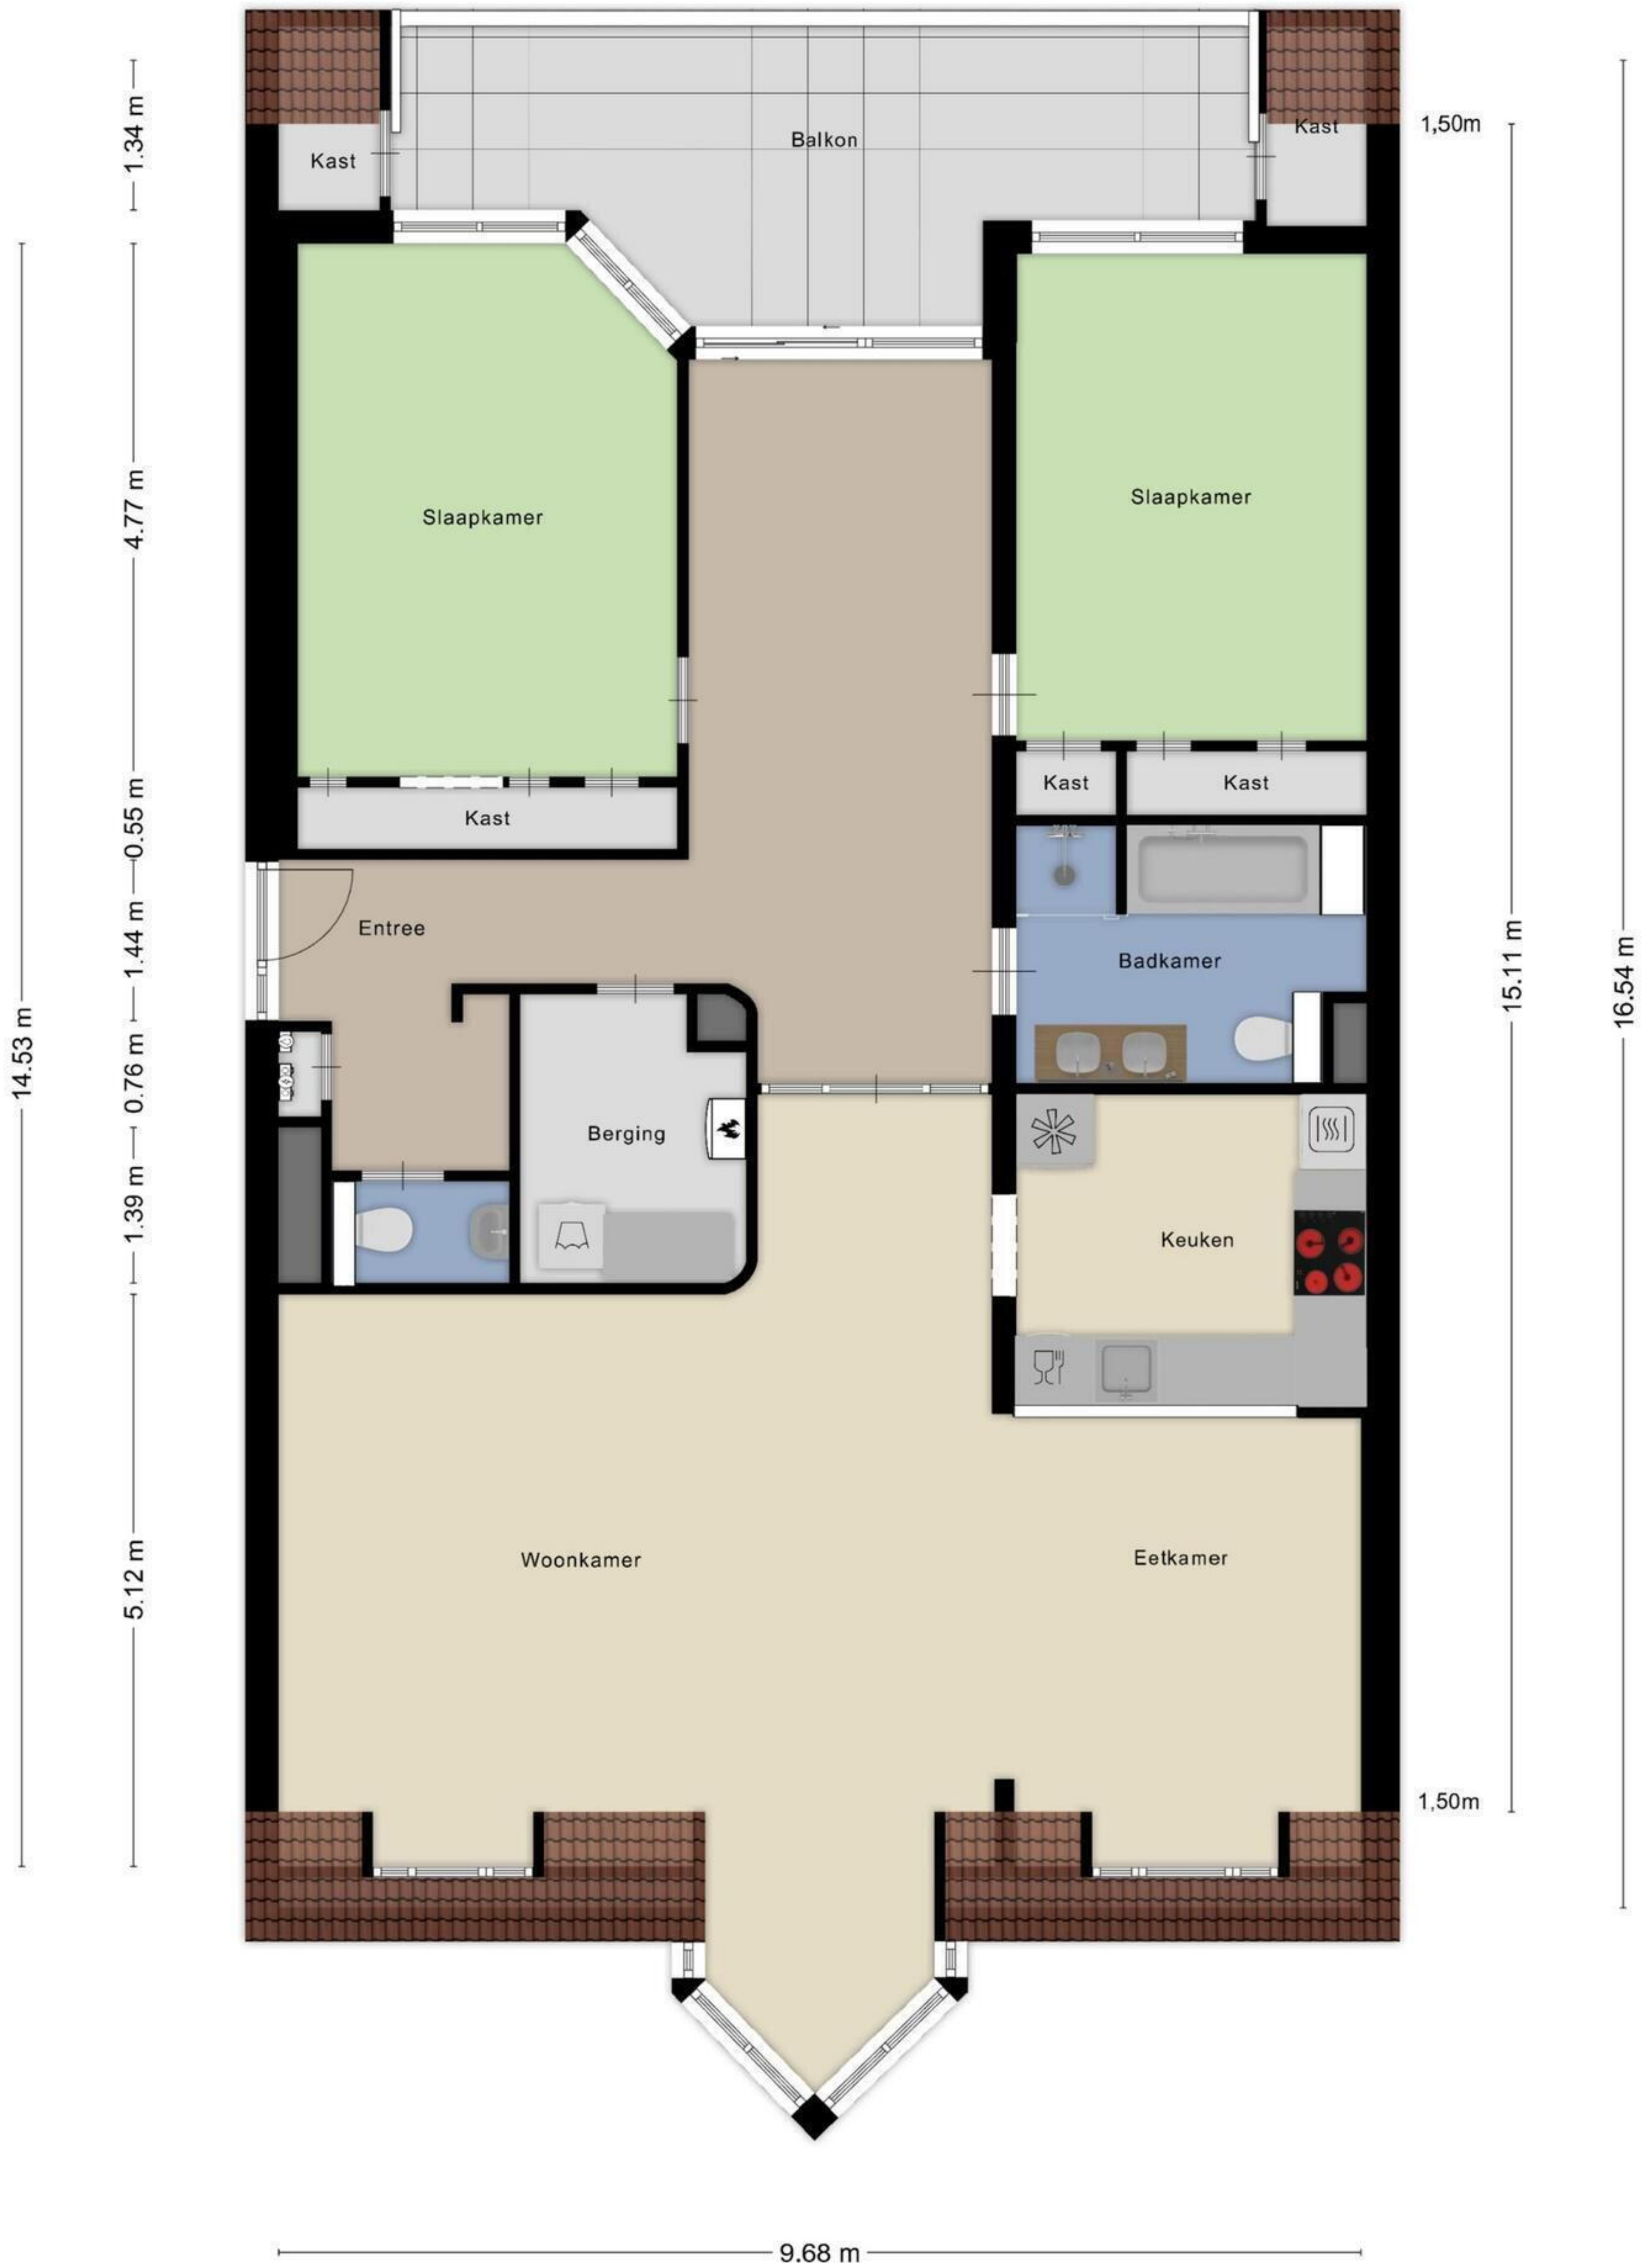 1.34 m
Kast
Balkon
Kast
1,50m
4.77 m
Slaapkamer
Slaapkamer
0.55 m
Kast
Kast
Kast
1.44 m
Entree
Badkamer
15.11 m
16.54 m
14.53 m
0.76 m
Berging
1.39 m
Keuken
5.12 m
Woonkamer
Eetkamer
1,50m
9.68 m